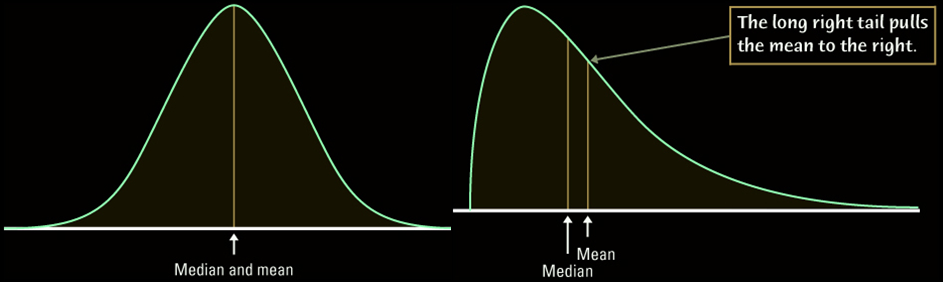 The long right tail pulls
the mean to the right.
Median and mean
Mean
Median